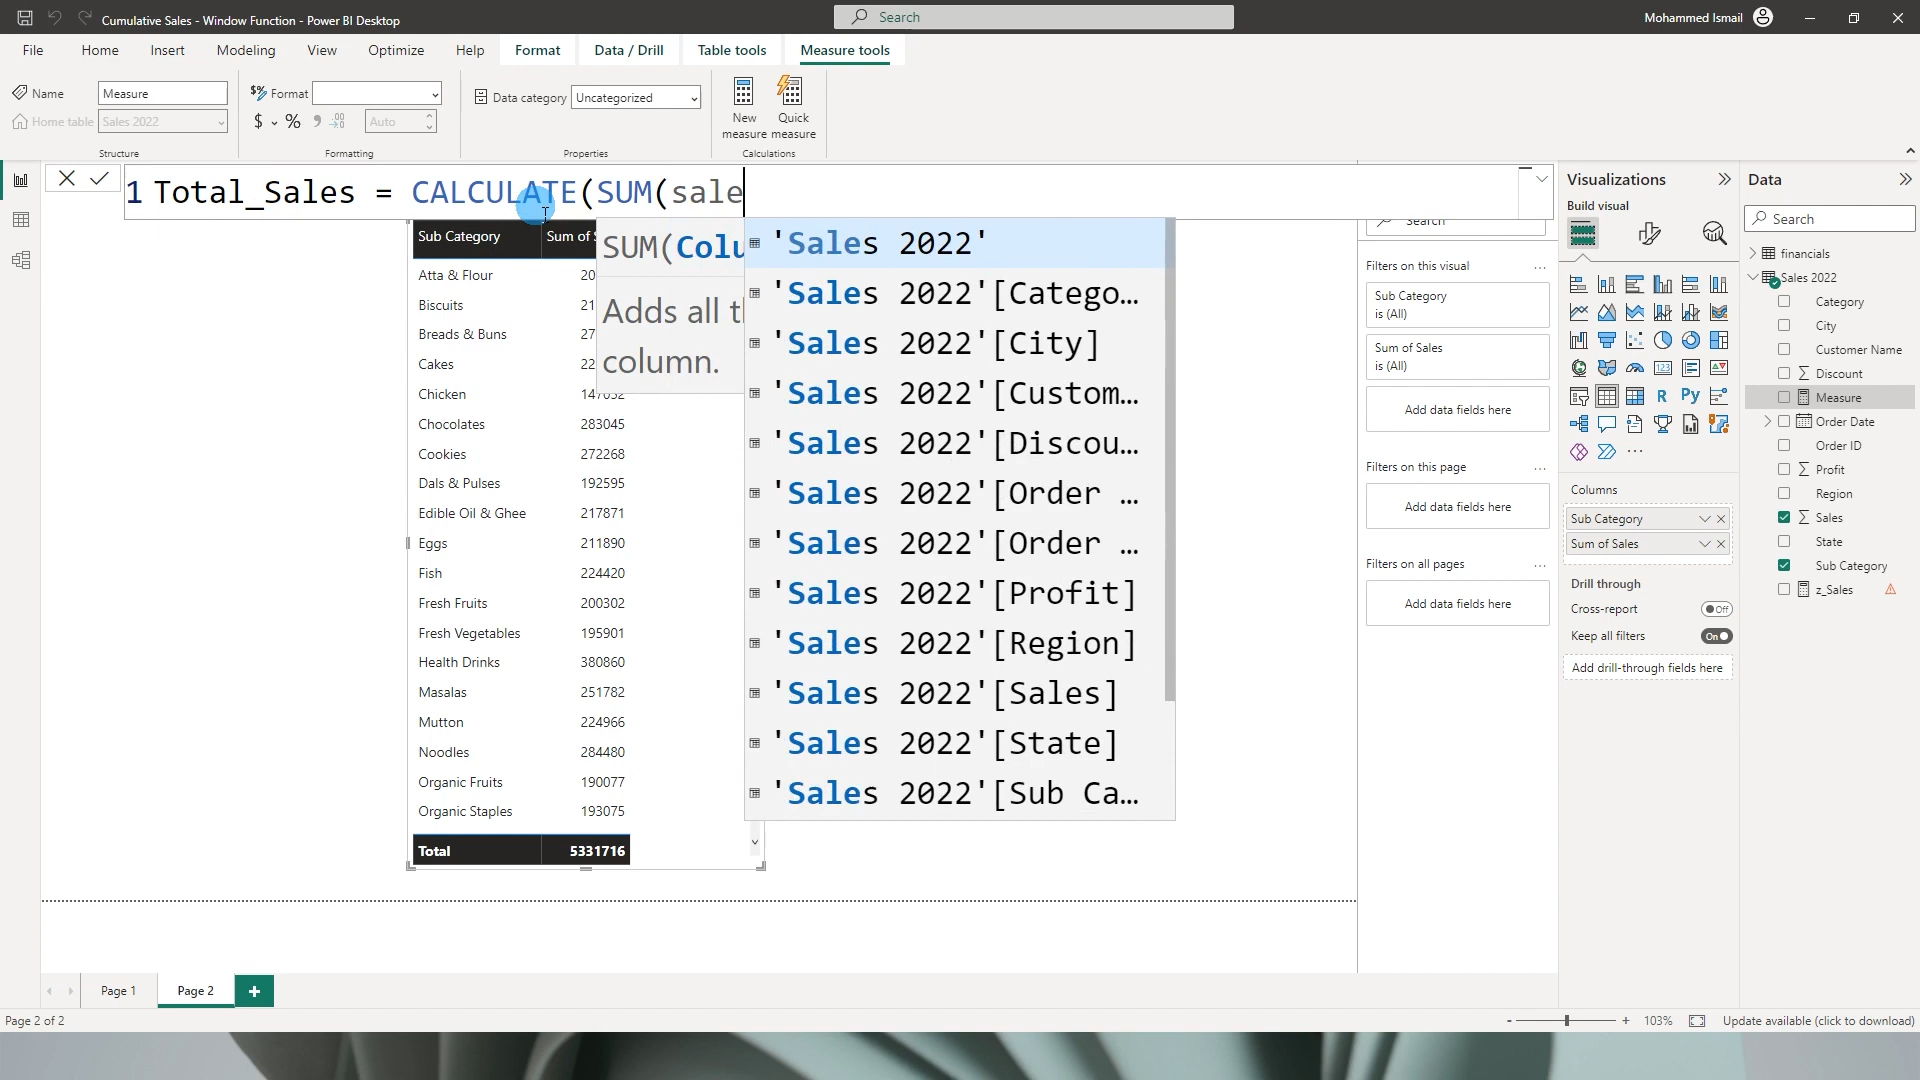 Cumulative Sales - Window Function - Power BI Desktop
Search
Mohammed Ismail
File
Home
Insert
Modeling
View
Optimize
Help
Format
Data / Drill
Table tools
Measure tools
Name
Measure
Home table
Sales 2022
Structure
Format
$
%
Auto
Formatting
Data category
Uncategorized
Properties
New measure
Quick measure
Calculations
1 Total_Sales = CALCULATE(SUM(sale
SUM(Colu
Adds all th
column.
'Sales 2022'
'Sales 2022'[Catego…
'Sales 2022'[City]
'Sales 2022'[Custom…
'Sales 2022'[Discou…
'Sales 2022'[Order …
'Sales 2022'[Order …
'Sales 2022'[Profit]
'Sales 2022'[Region]
'Sales 2022'[Sales]
'Sales 2022'[State]
'Sales 2022'[Sub Ca…
Sub Category Sum of S
Atta & Flour 20
Biscuits 21
Breads & Buns 27
Cakes 22
Chicken 147052
Chocolates 283045
Cookies 272268
Dals & Pulses 192595
Edible Oil & Ghee 217871
Eggs 211890
Fish 224420
Fresh Fruits 200302
Fresh Vegetables 195901
Health Drinks 380860
Masalas 251782
Mutton 224966
Noodles 284480
Organic Fruits 190077
Organic Staples 193075
Total 5331716
Search
Filters on this visual ...
Sub Category
is (All)
Sum of Sales
is (All)
Add data fields here
Filters on this page ...
Add data fields here
Filters on all pages ...
Add data fields here
Visualizations
Build visual
123
R
Py
...
Columns
Sub Category
Sum of Sales
Drill through
Cross-report Off
Keep all filters On
Add drill-through fields here
Data
Search
financials
Sales 2022
Category
City
Customer Name
Discount
Measure
Order Date
Order ID
Profit
Region
Sales
State
Sub Category
z_Sales
Page 1
Page 2
+
Page 2 of 2
- + 103%
Update available (click to download)